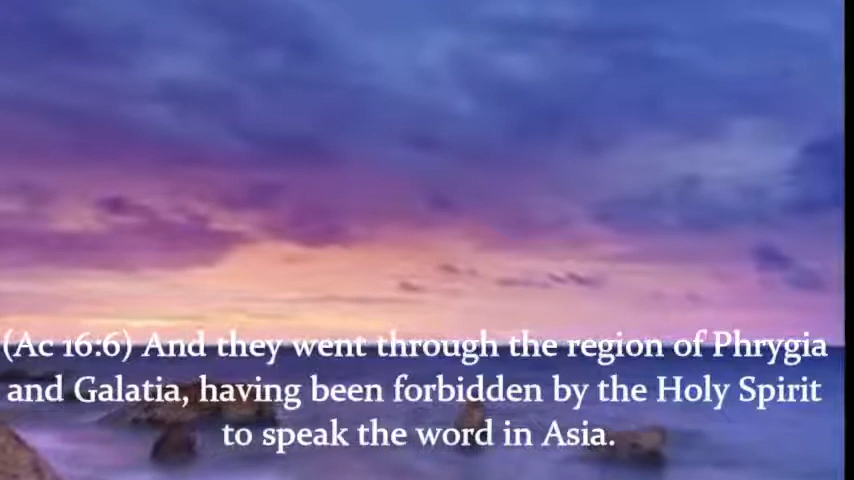 (Ac 16:6) And they went through the region of Phrygia
and Galatia, having been forbidden by the Holy Spirit
to speak the word in Asia.